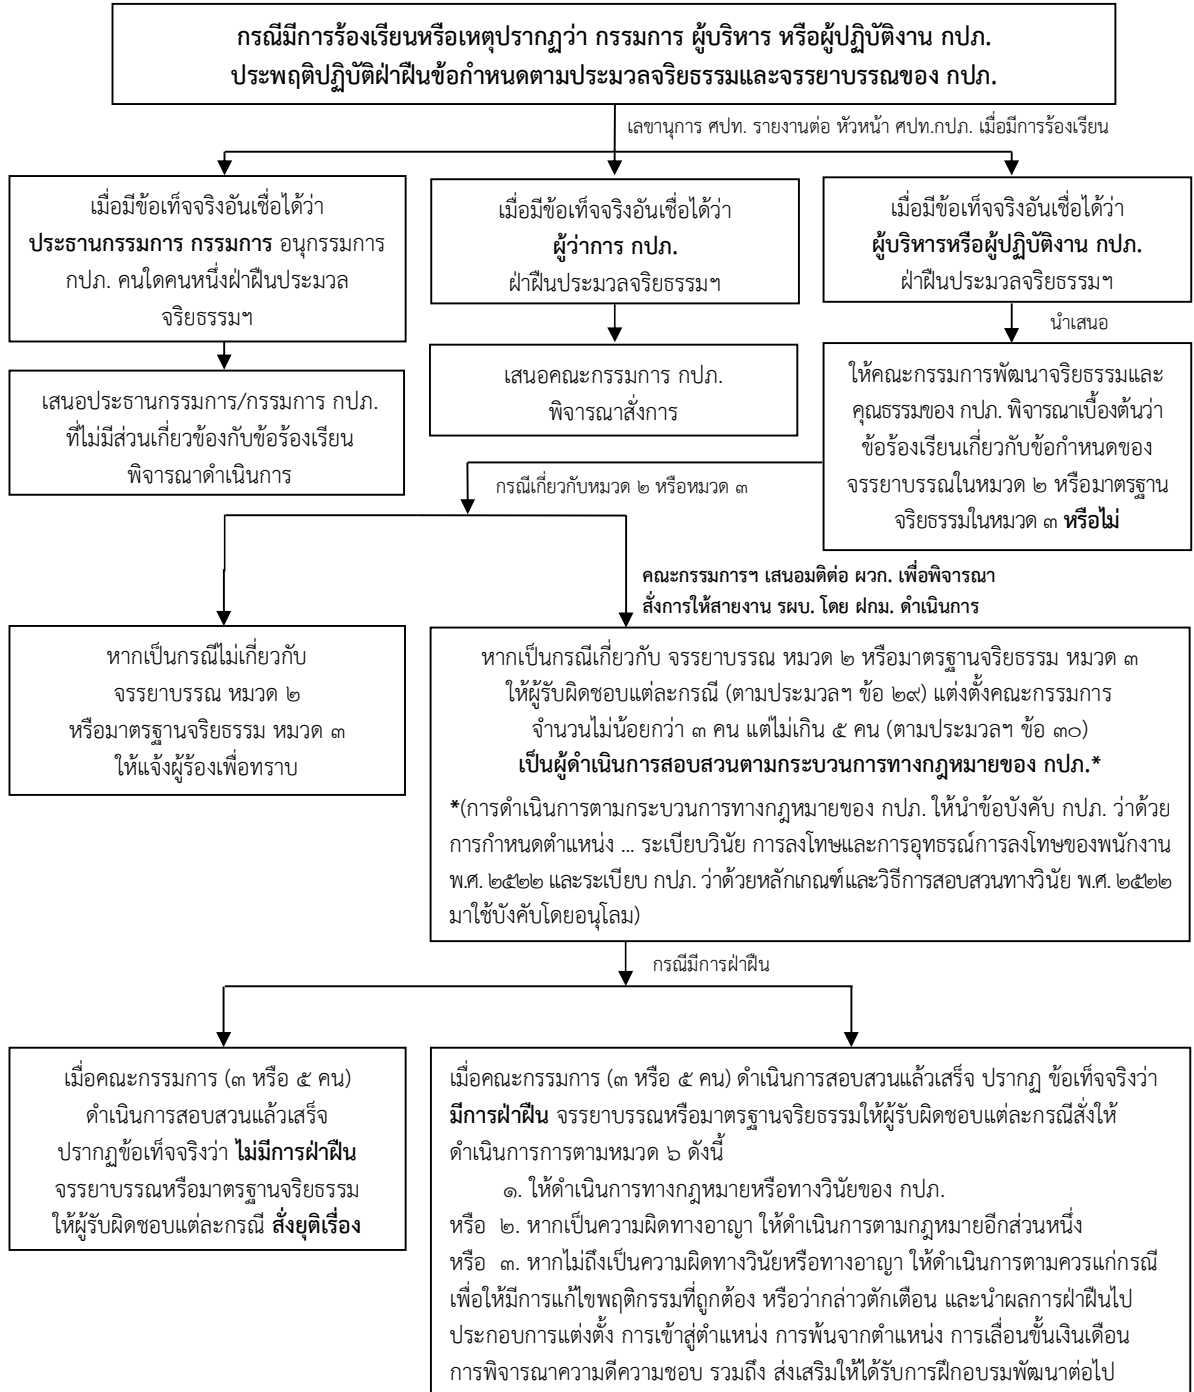 กรณีมีการร้องเรียนหรือเหตุปรากฏว่า กรรมการ ผู้บริหาร หรือผู้ปฏิบัติงาน กปภ.
ประพฤติปฏิบัติฝ่าฝืนข้อกำหนดตามประมวลจริยธรรมและจรรยาบรรณของ กปภ.
เลขานุการ ศปท. รายงานต่อ หัวหน้า ศปท.กปภ. เมื่อมีการร้องเรียน
เมื่อมีข้อเท็จจริงอันเชื่อได้ว่า
ประธานกรรมการ กรรมการ อนุกรรมการ
กปภ. คนใดคนหนึ่งฝ่าฝืนประมวล
จริยธรรมฯ
เมื่อมีข้อเท็จจริงอันเชื่อได้ว่า
ผู้ว่าการ กปภ.
ฝ่าฝืนประมวลจริยธรรมฯ
เมื่อมีข้อเท็จจริงอันเชื่อได้ว่า
ผู้บริหารหรือผู้ปฏิบัติงาน กปภ.
ฝ่าฝืนประมวลจริยธรรมฯ
นำเสนอ
เสนอประธานกรรมการ/กรรมการ กปภ.
ที่ไม่มีส่วนเกี่ยวข้องกับข้อร้องเรียน
พิจารณาดำเนินการ
เสนอคณะกรรมการ กปภ.
พิจารณาสั่งการ
ให้คณะกรรมการพัฒนาจริยธรรมและ
คุณธรรมของ กปภ. พิจารณาเบื้องต้นว่า
ข้อร้องเรียนเกี่ยวกับข้อกำหนดของ
จรรยาบรรณในหมวด ๒ หรือมาตรฐาน
จริยธรรมในหมวด ๓ หรือไม่
กรณีเกี่ยวกับหมวด ๒ หรือหมวด ๓
คณะกรรมการฯ เสนอมติต่อ ผวก. เพื่อพิจารณา
สั่งการให้สายงาน รผบ. โดย ฝกม. ดำเนินการ
หากเป็นกรณีไม่เกี่ยวกับ
จรรยาบรรณ หมวด ๒
หรือมาตรฐานจริยธรรม หมวด ๓
ให้แจ้งผู้ร้องเพื่อทราบ
หากเป็นกรณีเกี่ยวกับ จรรยาบรรณ หมวด ๒ หรือมาตรฐานจริยธรรม หมวด ๓
ให้ผู้รับผิดชอบแต่ละกรณี (ตามประมวลฯ ข้อ ๒๙) แต่งตั้งคณะกรรมการ
จำนวนไม่น้อยกว่า ๓ คน แต่ไม่เกิน ๕ คน (ตามประมวลฯ ข้อ ๓๐)
เป็นผู้ดำเนินการสอบสวนตามกระบวนการทางกฎหมายของ กปภ.*
*(การดำเนินการตามกระบวนการทางกฎหมายของ กปภ. ให้นำข้อบังคับ กปภ. ว่าด้วย
การกำหนดตำแหน่ง ... ระเบียบวินัย การลงโทษและการอุทธรณ์การลงโทษของพนักงาน
พ.ศ. ๒๕๒๒ และระเบียบ กปภ. ว่าด้วยหลักเกณฑ์และวิธีการสอบสวนทางวินัย พ.ศ. ๒๕๒๒
มาใช้บังคับโดยอนุโลม)
กรณีมีการฝ่าฝืน
เมื่อคณะกรรมการ (๓ หรือ ๕ คน)
ดำเนินการสอบสวนแล้วเสร็จ
ปรากฏข้อเท็จจริงว่า ไม่มีการฝ่าฝืน
จรรยาบรรณหรือมาตรฐานจริยธรรม
ให้ผู้รับผิดชอบแต่ละกรณี สั่งยุติเรื่อง
เมื่อคณะกรรมการ (๓ หรือ ๕ คน) ดำเนินการสอบสวนแล้วเสร็จ ปรากฏ ข้อเท็จจริงว่า
มีการฝ่าฝืน จรรยาบรรณหรือมาตรฐานจริยธรรมให้ผู้รับผิดชอบแต่ละกรณีสั่งให้
ดำเนินการการตามหมวด ๖ ดังนี้
๑. ให้ดำเนินการทางกฎหมายหรือทางวินัยของ กปภ.
หรือ ๒. หากเป็นความผิดทางอาญา ให้ดำเนินการตามกฎหมายอีกส่วนหนึ่ง
หรือ ๓. หากไม่ถึงเป็นความผิดทางวินัยหรือทางอาญา ให้ดำเนินการตามควรแก่กรณี
เพื่อให้มีการแก้ไขพฤติกรรมที่ถูกต้อง หรือว่ากล่าวตักเตือน และนำผลการฝ่าฝืนไป
ประกอบการแต่งตั้ง การเข้าสู่ตำแหน่ง การพ้นจากตำแหน่ง การเลื่อนขั้นเงินเดือน
การพิจารณาความดีความชอบ รวมถึง ส่งเสริมให้ได้รับการฝึกอบรมพัฒนาต่อไป